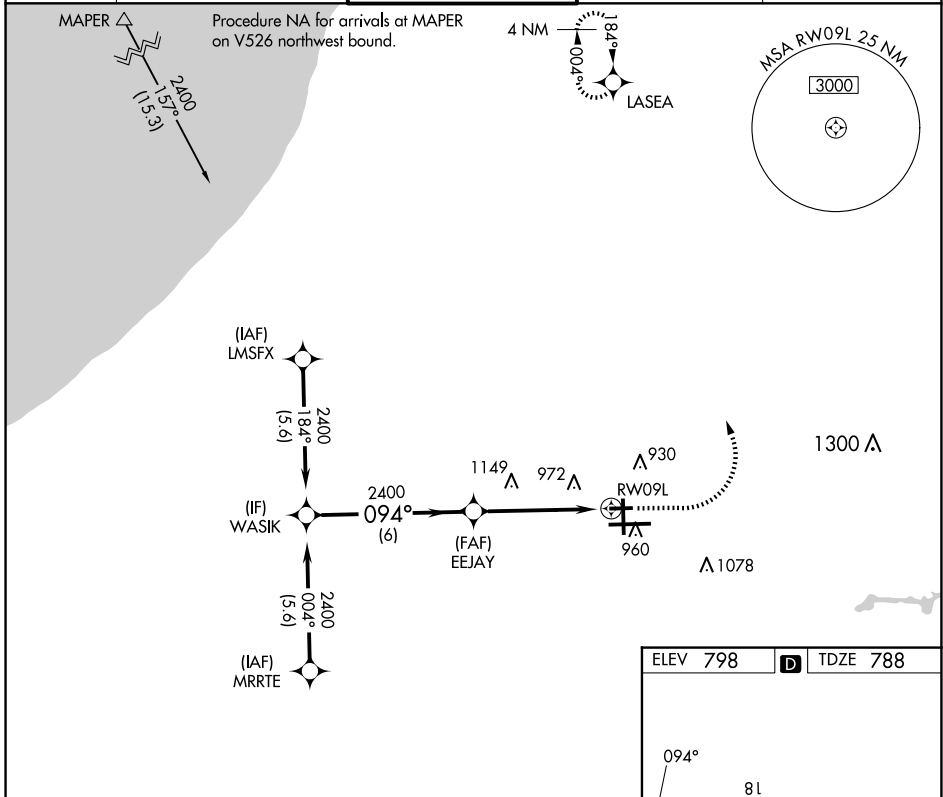 MAPER
Procedure NA for arrivals at MAPER
on V526 northwest bound.
2400
157°
(15.3)
4 NM
184°
004°
LASEA
MSA RW09L 25 NM
3000
(IAF)
LMSFX
2400
184°
(5.6)
(IF)
WASIK
2400
094°
(6)
(FAF)
EEJAY
1149
972
930
RW09L
960
1300
1078
2400
004°
(5.6)
(IAF)
MRRTE
ELEV 798
D
TDZE 788
094°
18